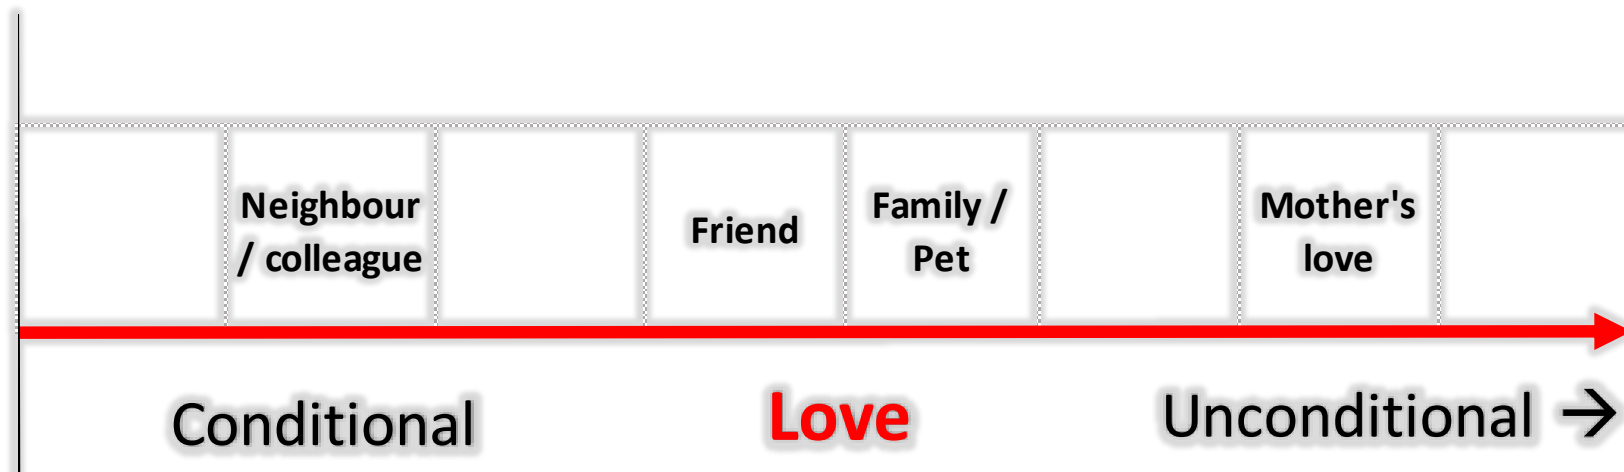 Neighbour
/ colleague
Friend
Family /
Pet
Mother's
love
Conditional
Love
Unconditional →